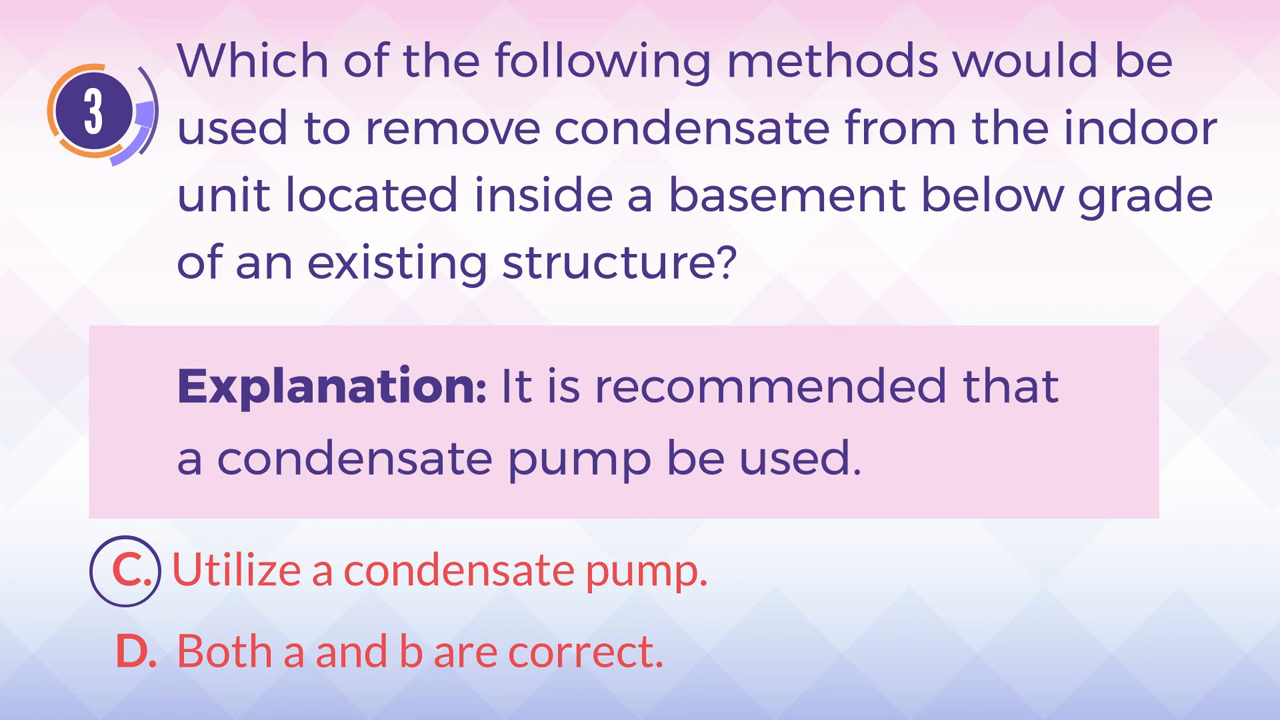 3
Which of the following methods would be
used to remove condensate from the indoor
unit located inside a basement below grade
of an existing structure?
Explanation: It is recommended that
a condensate pump be used.
C. Utilize a condensate pump.
D. Both a and b are correct.